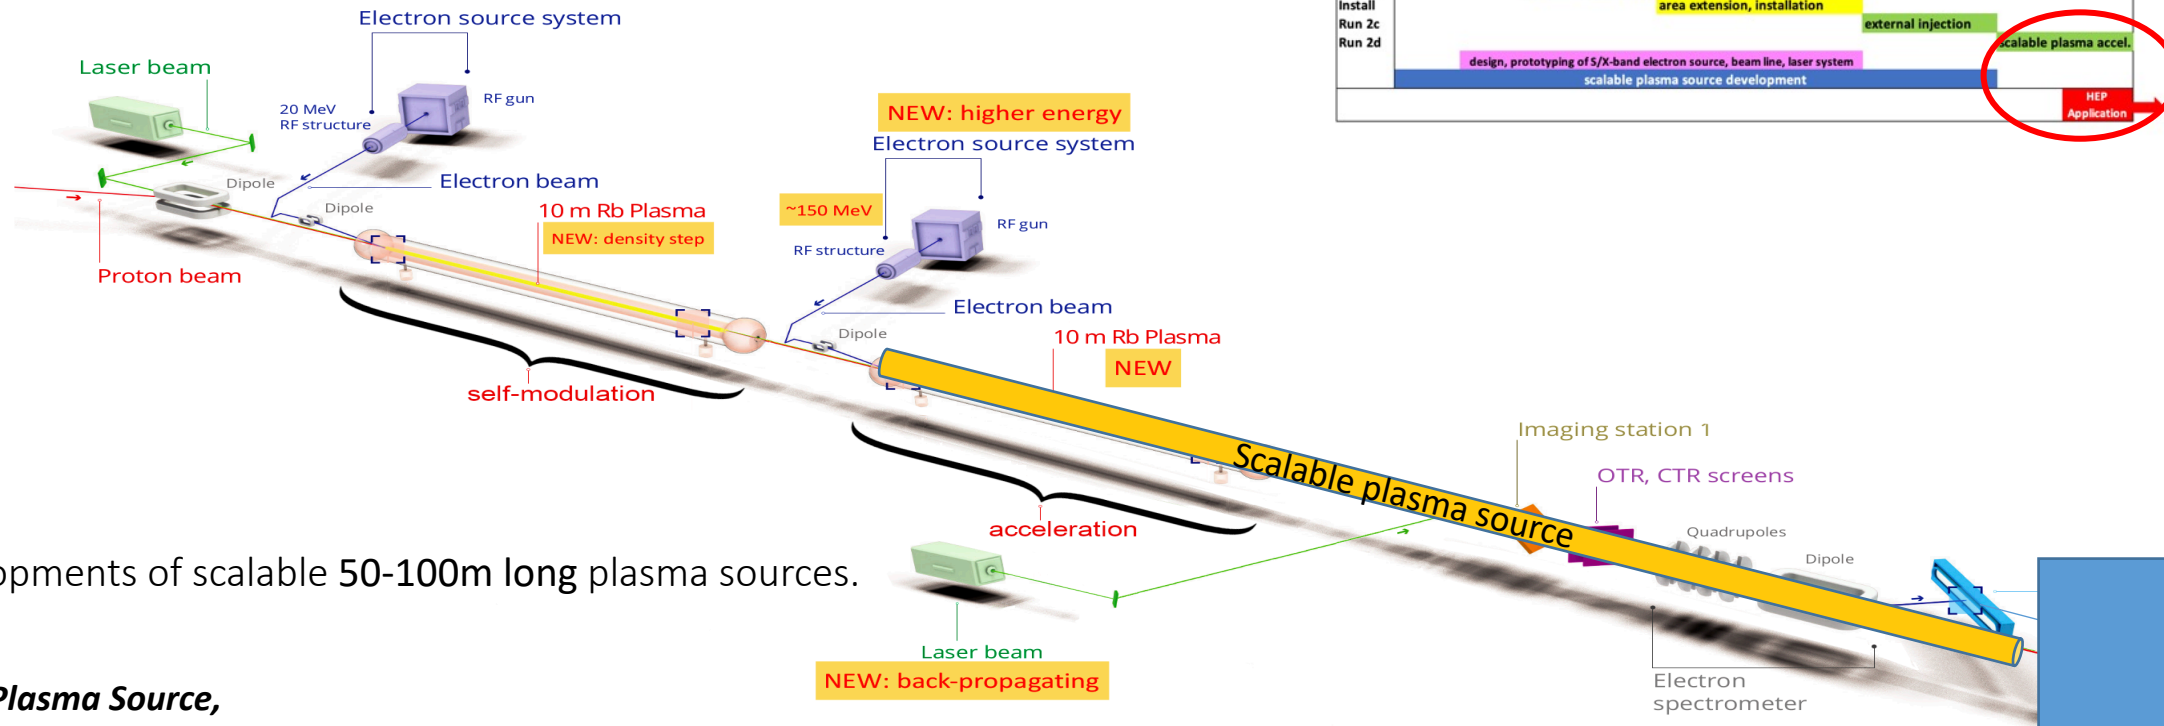 Install
area extension, installation
Run 2c
external injection
Run 2d
scalable plasma accel.
design, prototyping of S/X-band electron source, beam line, laser system
scalable plasma source development
HEP
Application
Electron source system
Laser beam
20 MeV
RF structure
RF gun
NEW: higher energy
Electron source system
Dipole
Electron beam
Dipole
10 m Rb Plasma
NEW: density step
~150 MeV
RF gun
RF structure
Proton beam
Electron beam
Dipole
10 m Rb Plasma
NEW
self-modulation
Imaging station 1
Scalable plasma source
OTR, CTR screens
acceleration
Quadrupoles
Dipole
opments of scalable 50-100m long plasma sources.
Laser beam
NEW: back-propagating
Electron
spectrometer
Plasma Source,